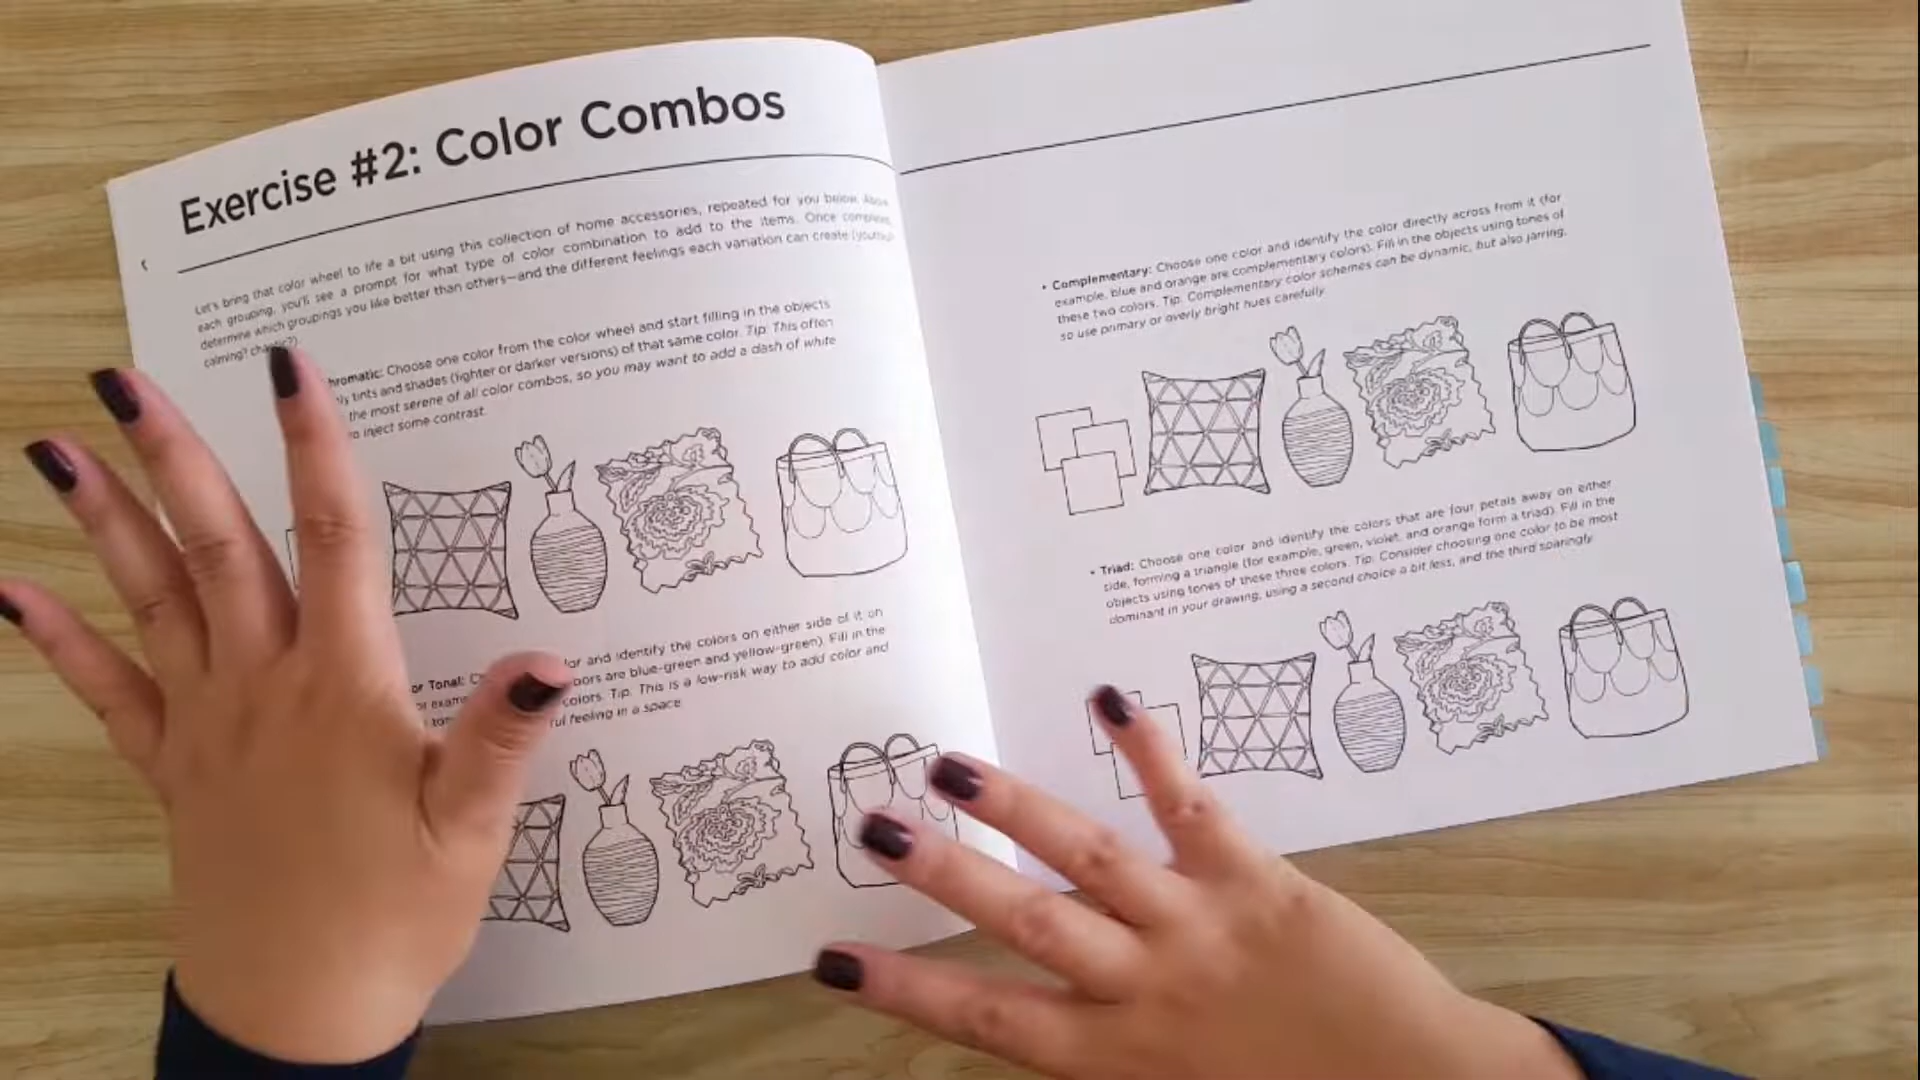 Exercise #2: Color Combos
Let's bring that color wheel to life a bit using this collection of home accessories, repeated for you below. Above
each grouping, you'll see a prompt for what type of color combination to add to the items. Once completed,
determine which groupings you like better than others—and the different feelings each variation can create (youthful?
calming? chaotic?).
hromatic: Choose one color from the color wheel and start filling in the objects
ly tints and shades (lighter or darker versions) of that same color. Tip: This often
the most serene of all color combos, so you may want to add a dash of white
o inject some contrast.
or Tonal: Ch lor and identify the colors on either side of it on
or exam bors are blue-green and yellow-green). Fill in the
ton colors. Tip: This is a low-risk way to add color and
ul feeling in a space.
• Complementary: Choose one color and identify the color directly across from it (for
example, blue and orange are complementary colors). Fill in the objects using tones of
these two colors. Tip: Complementary color schemes can be dynamic, but also jarring,
so use primary or overly bright hues carefully.
• Triad: Choose one color and identify the colors that are four petals away on either
side, forming a triangle (for example, green, violet, and orange form a triad). Fill in the
objects using tones of these three colors. Tip: Consider choosing one color to be most
dominant in your drawing, using a second choice a bit less, and the third sparingly.